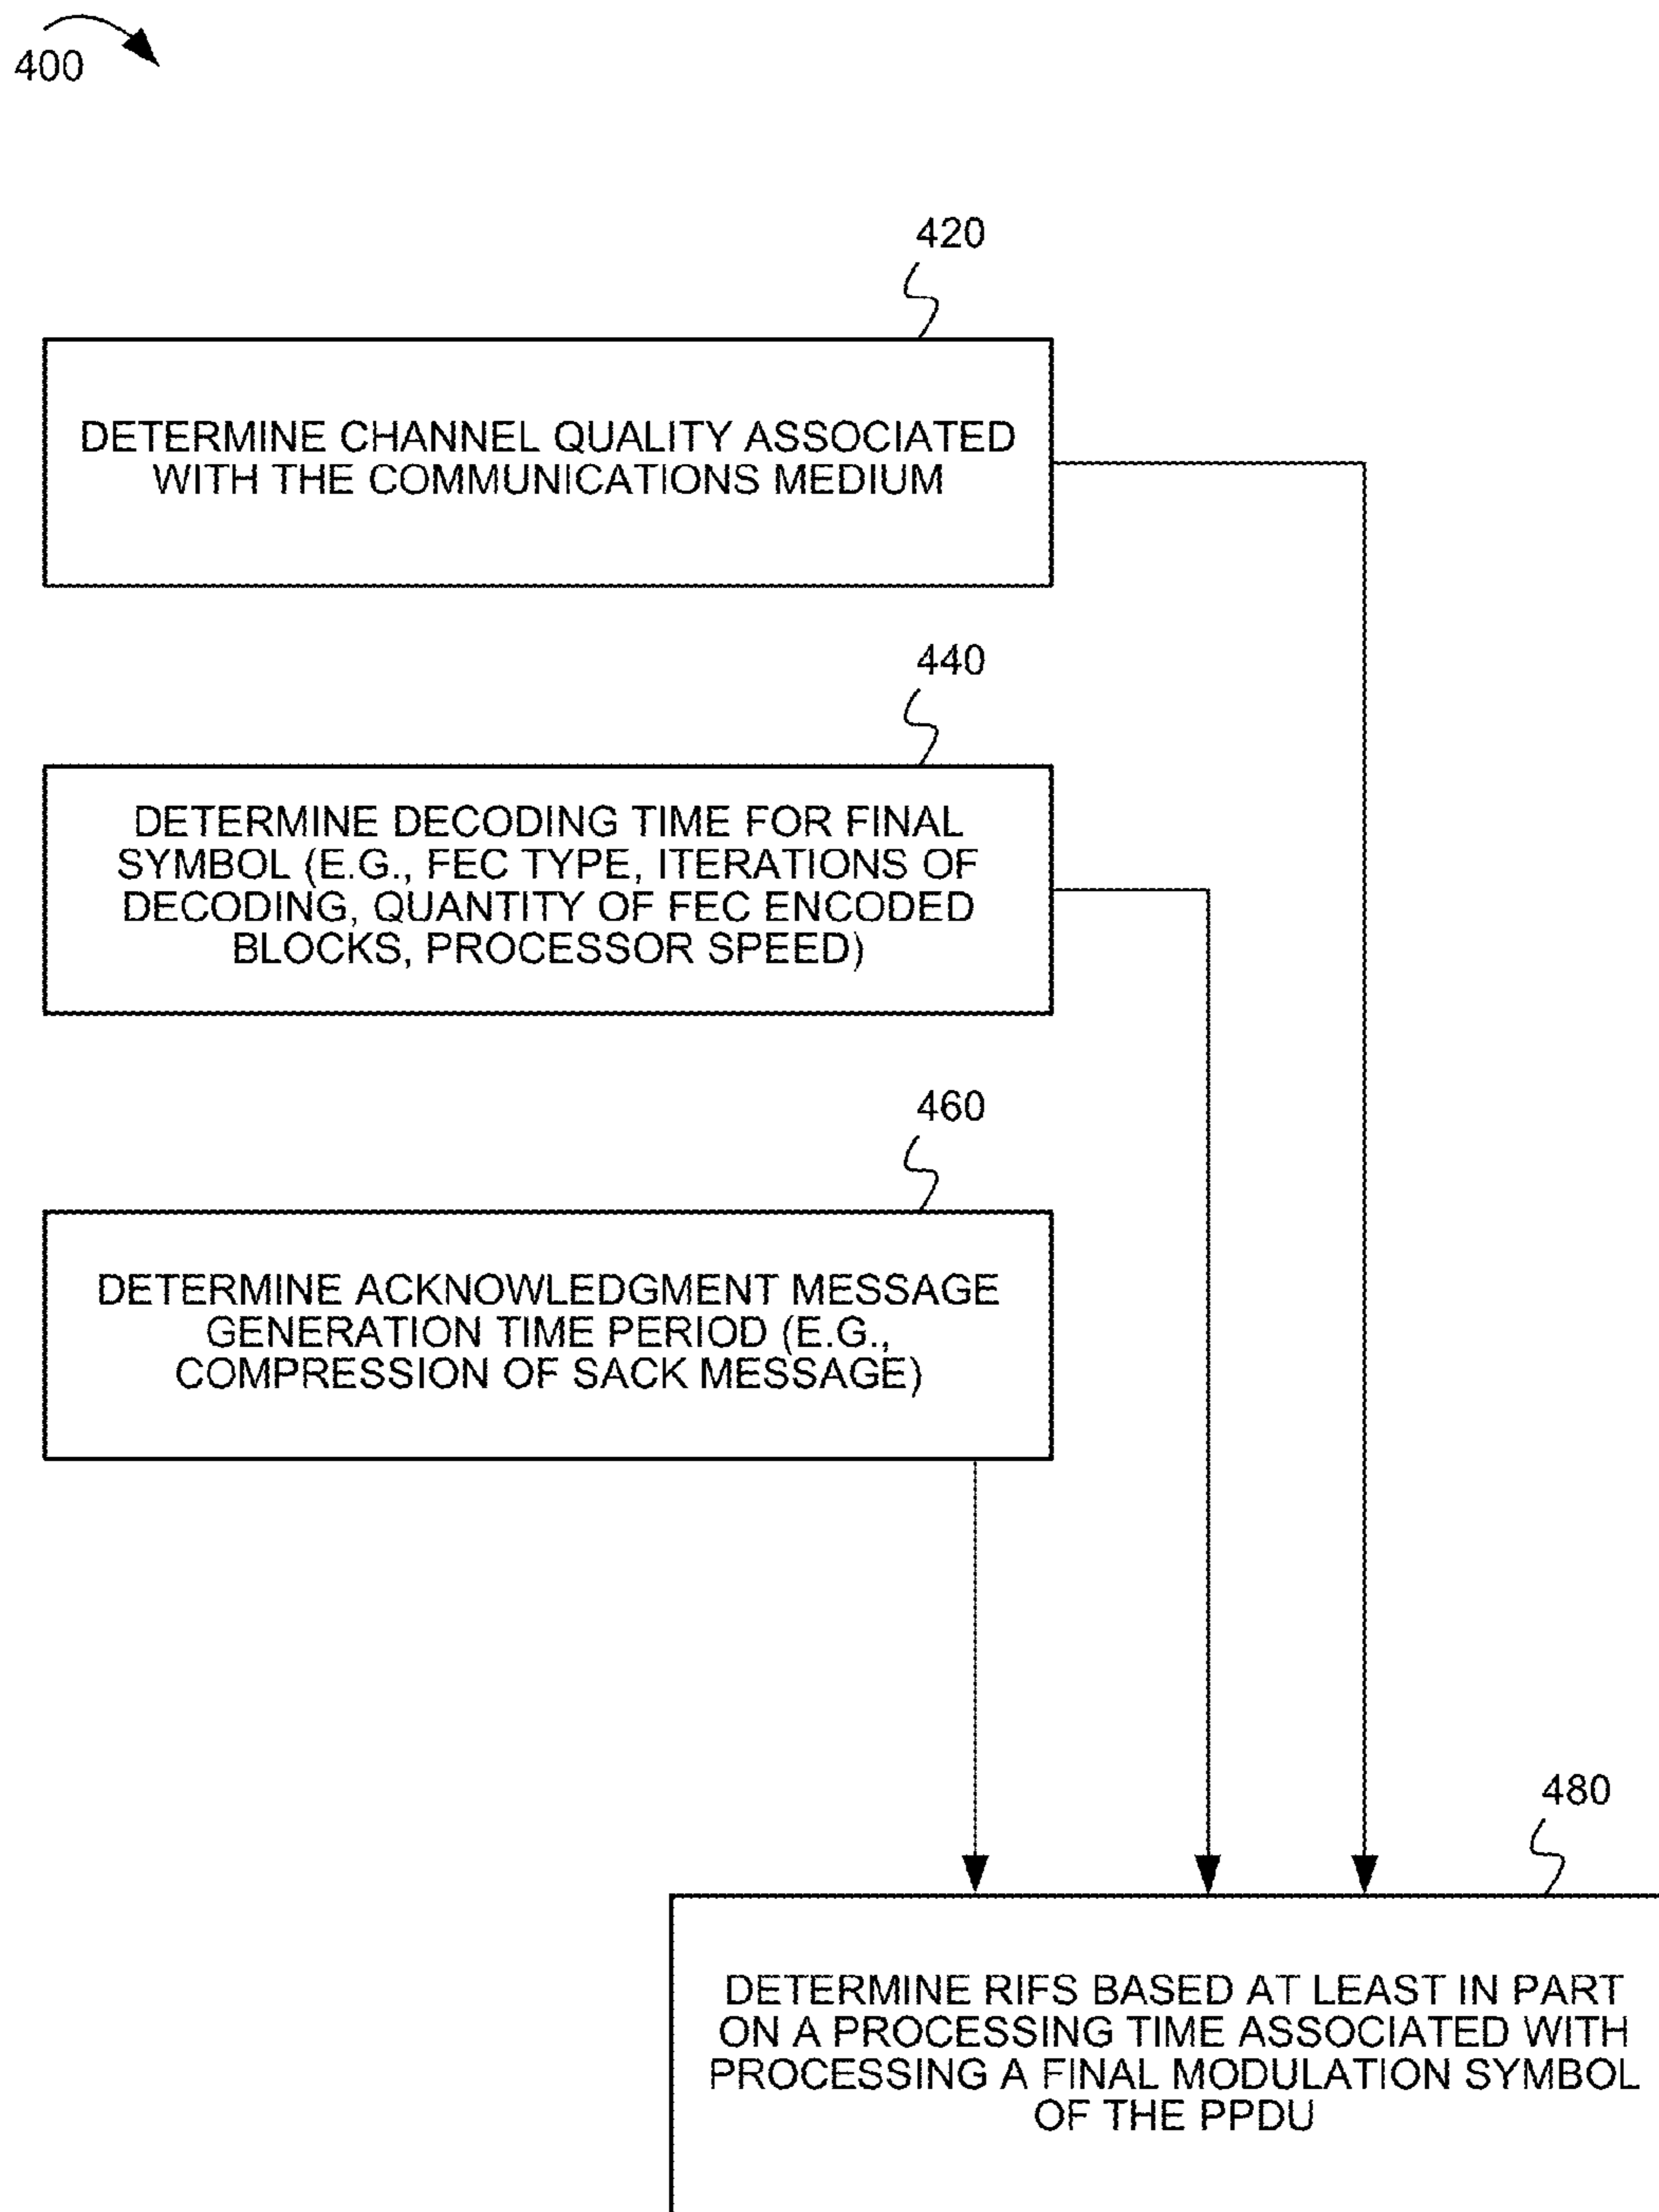 400
420
DETERMINE CHANNEL QUALITY ASSOCIATED
WITH THE COMMUNICATIONS MEDIUM
440
DETERMINE DECODING TIME FOR FINAL
SYMBOL (E.G., FEC TYPE, ITERATIONS OF
DECODING, QUANTITY OF FEC ENCODED
BLOCKS, PROCESSOR SPEED)
460
DETERMINE ACKNOWLEDGMENT MESSAGE
GENERATION TIME PERIOD (E.G.,
COMPRESSION OF SACK MESSAGE)
480
DETERMINE RIFS BASED AT LEAST IN PART
ON A PROCESSING TIME ASSOCIATED WITH
PROCESSING A FINAL MODULATION SYMBOL
OF THE PPDU